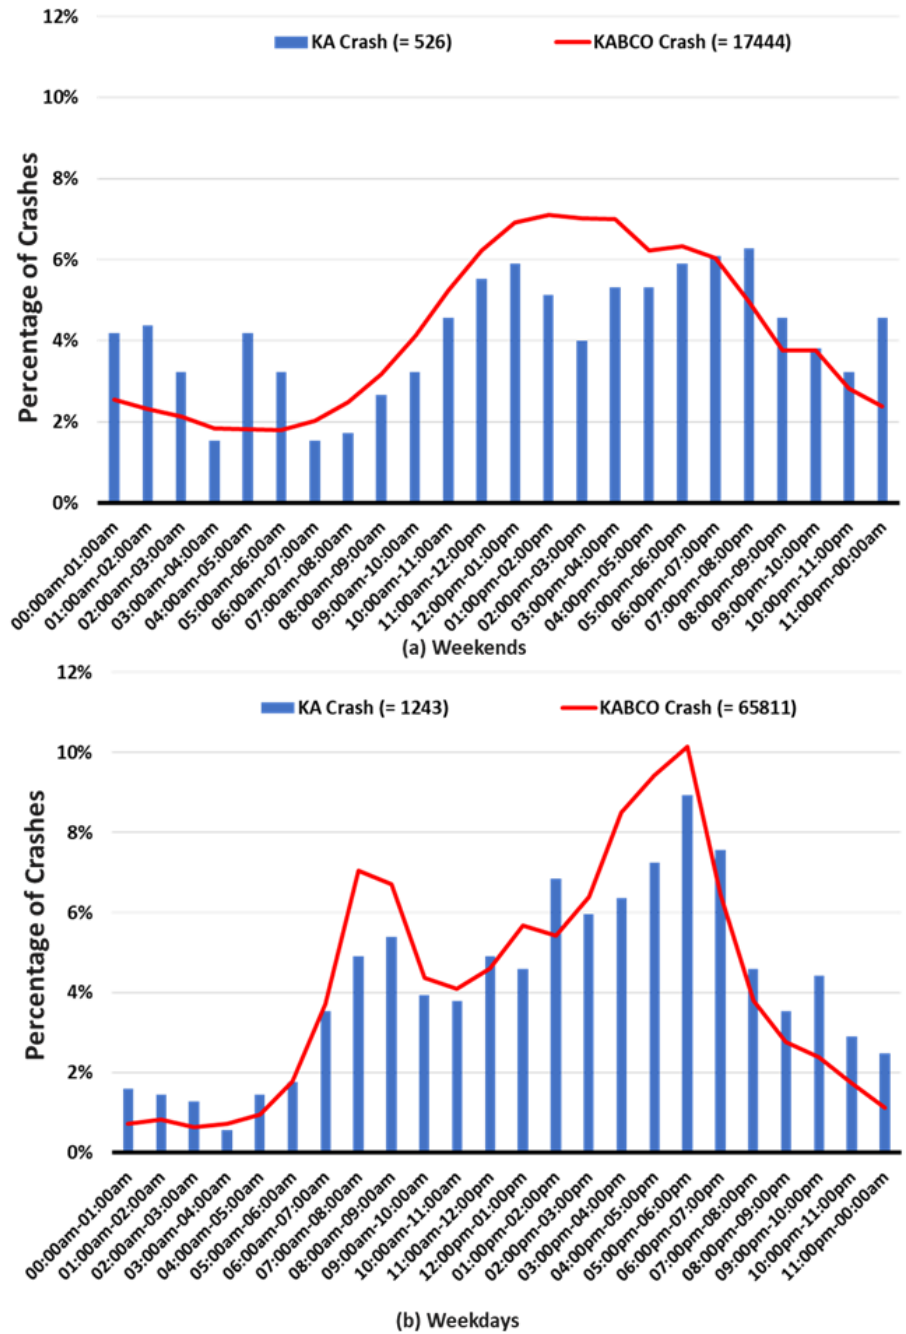 12%
KA Crash (= 526)
KABCO Crash (= 17444)
10%
8%
6%
4%
2%
0%
Percentage of Crashes
00:00am-01:00am
01:00am-02:00am
02:00am-03:00am
03:00am-04:00am
04:00am-05:00am
05:00am-06:00am
06:00am-07:00am
07:00am-08:00am
08:00am-09:00am
09:00am-10:00am
10:00am-11:00am
11:00am-12:00pm
12:00pm-01:00pm
01:00pm-02:00pm
02:00pm-03:00pm
03:00pm-04:00pm
04:00pm-05:00pm
05:00pm-06:00pm
06:00pm-07:00pm
07:00pm-08:00pm
08:00pm-09:00pm
09:00pm-10:00pm
10:00pm-11:00pm
11:00pm-00:00am
(a) Weekends
12%
KA Crash (= 1243)
KABCO Crash (= 65811)
10%
8%
6%
4%
2%
0%
Percentage of Crashes
00:00am-01:00am
01:00am-02:00am
02:00am-03:00am
03:00am-04:00am
04:00am-05:00am
05:00am-06:00am
06:00am-07:00am
07:00am-08:00am
08:00am-09:00am
09:00am-10:00am
10:00am-11:00am
11:00am-12:00pm
12:00pm-01:00pm
01:00pm-02:00pm
02:00pm-03:00pm
03:00pm-04:00pm
04:00pm-05:00pm
05:00pm-06:00pm
06:00pm-07:00pm
07:00pm-08:00pm
08:00pm-09:00pm
09:00pm-10:00pm
10:00pm-11:00pm
11:00pm-00:00am
(b) Weekdays